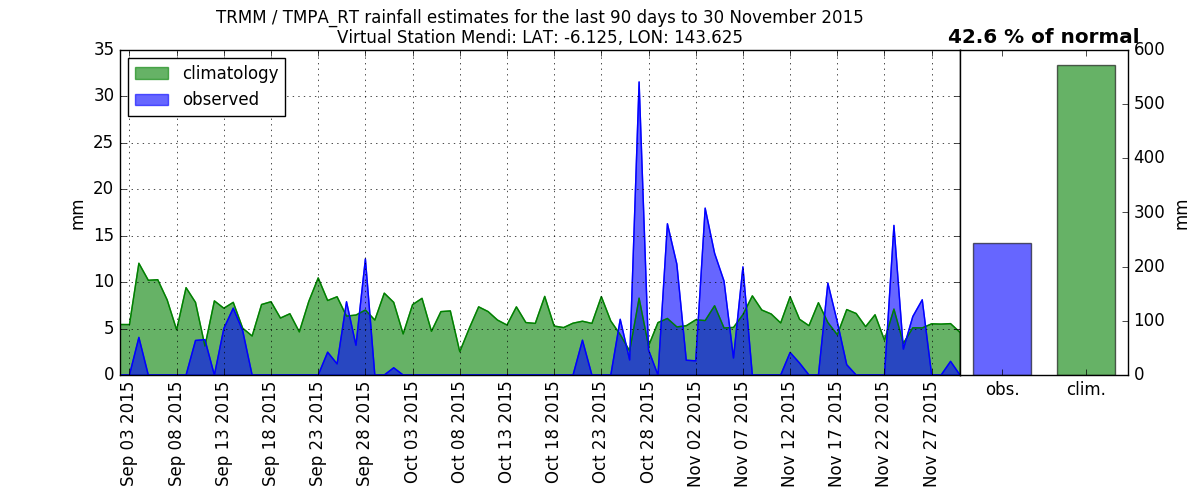 TRMM / TMPA_RT rainfall estimates for the last 90 days to 30 November 2015
Virtual Station Mendi: LAT: -6.125, LON: 143.625
42.6 % of normal
climatology
observed
mm
35
30
25
20
15
10
5
0
600
500
400
300
200
100
0
mm
Sep 03 2015
Sep 08 2015
Sep 13 2015
Sep 18 2015
Sep 23 2015
Sep 28 2015
Oct 03 2015
Oct 08 2015
Oct 13 2015
Oct 18 2015
Oct 23 2015
Oct 28 2015
Nov 02 2015
Nov 07 2015
Nov 12 2015
Nov 17 2015
Nov 22 2015
Nov 27 2015
obs.
clim.